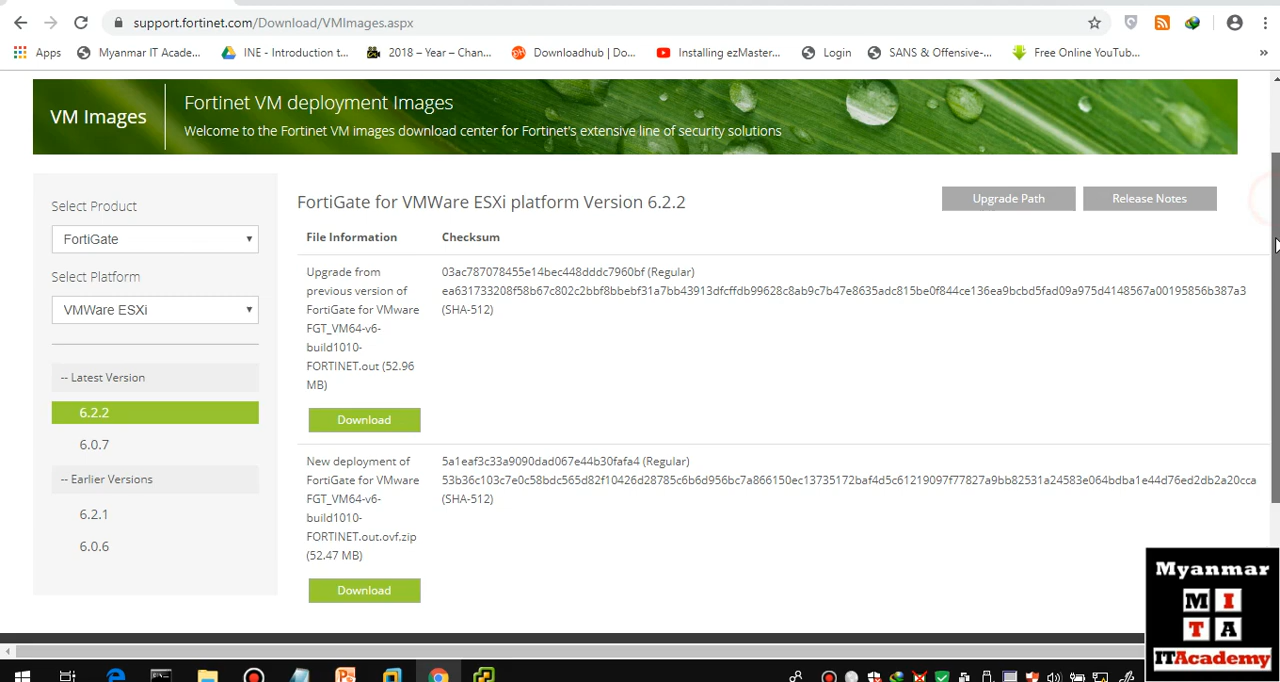 support.fortinet.com/Download/VMImages.aspx
Apps
Myanmar IT Acade...
INE - Introduction t...
2018 – Year – Chan...
Downloadhub | Do...
Installing ezMaster...
Login
SANS & Offensive-...
Free Online YouTub...
»
VM Images
Fortinet VM deployment Images
Welcome to the Fortinet VM images download center for Fortinet's extensive line of security solutions
Select Product
FortiGate
Select Platform
VMWare ESXi
-- Latest Version
6.2.2
6.0.7
-- Earlier Versions
6.2.1
6.0.6
FortiGate for VMWare ESXi platform Version 6.2.2
Upgrade Path
Release Notes
File Information
Checksum
Upgrade from
previous version of
FortiGate for VMware
FGT_VM64-v6-
build1010-
FORTINET.out (52.96
MB)
03ac787078455e14bec448dddc7960bf (Regular)
ea631733208f58b67c802c2bbf8bbebf31a7bb43913dfcffdb99628c8ab9c7b47e8635adc815be0f844ce136ea9bcbd5fad09a975d4148567a00195856b387a3
(SHA-512)
Download
New deployment of
FortiGate for VMware
FGT_VM64-v6-
build1010-
FORTINET.out.ovf.zip
(52.47 MB)
5a1eaf3c33a9090dad067e44b30fafa4 (Regular)
53b36c103c7e0c58bdc565d82f10426d28785c6b6d956bc7a866150ec13735172baf4d5c61219097f77827a9bb82531a24583e064bdba1e44d76ed2db2a20cca
(SHA-512)
Download
Myanmar
M I
T A
ITAcademy